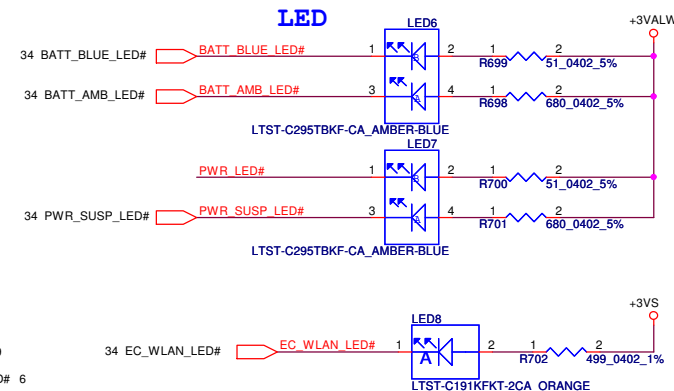 LED
LED6
+3VALW
34 BATT_BLUE_LED#
BATT_BLUE_LED#
1
B
2
1
2
R699
51_0402_5%
34 BATT_AMB_LED#
BATT_AMB_LED#
3
A
4
1
2
R698
680_0402_5%
LTST-C295TBKF-CA_AMBER-BLUE
LED7
PWR_LED#
1
B
2
1
2
R700
51_0402_5%
34 PWR_SUSP_LED#
PWR_SUSP_LED#
3
A
4
1
2
R701
680_0402_5%
LTST-C295TBKF-CA_AMBER-BLUE
+3VS
LED8
34 EC_WLAN_LED#
EC_WLAN_LED#
1
A
2
1
2
R702
499_0402_1%
D# 6
LTST-C191KFKT-2CA_ORANGE